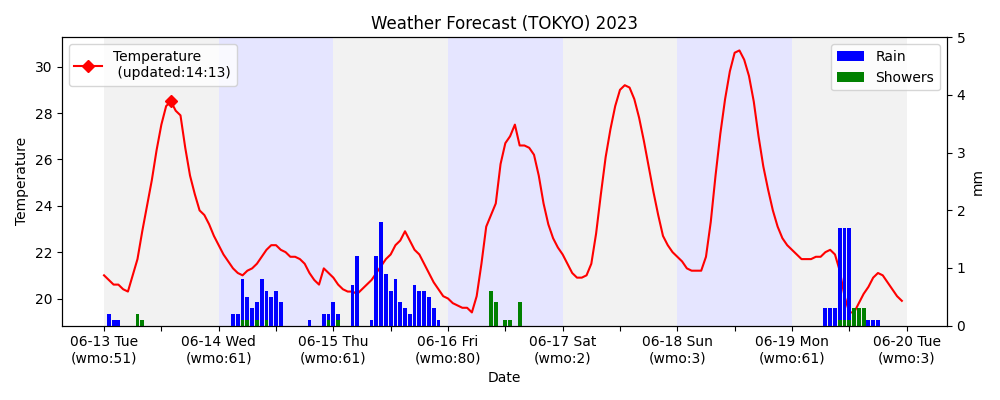 Weather Forecast (TOKYO) 2023
Temperature
(updated:14:13)
Rain
Showers
Temperature
30
28
26
24
22
20
5
4
3
2
1
0
mm
06-13 Tue
(wmo:51)
06-14 Wed
(wmo:61)
06-15 Thu
(wmo:61)
06-16 Fri
(wmo:80)
06-17 Sat
(wmo:2)
06-18 Sun
(wmo:3)
06-19 Mon
(wmo:61)
06-20 Tue
(wmo:3)
Date